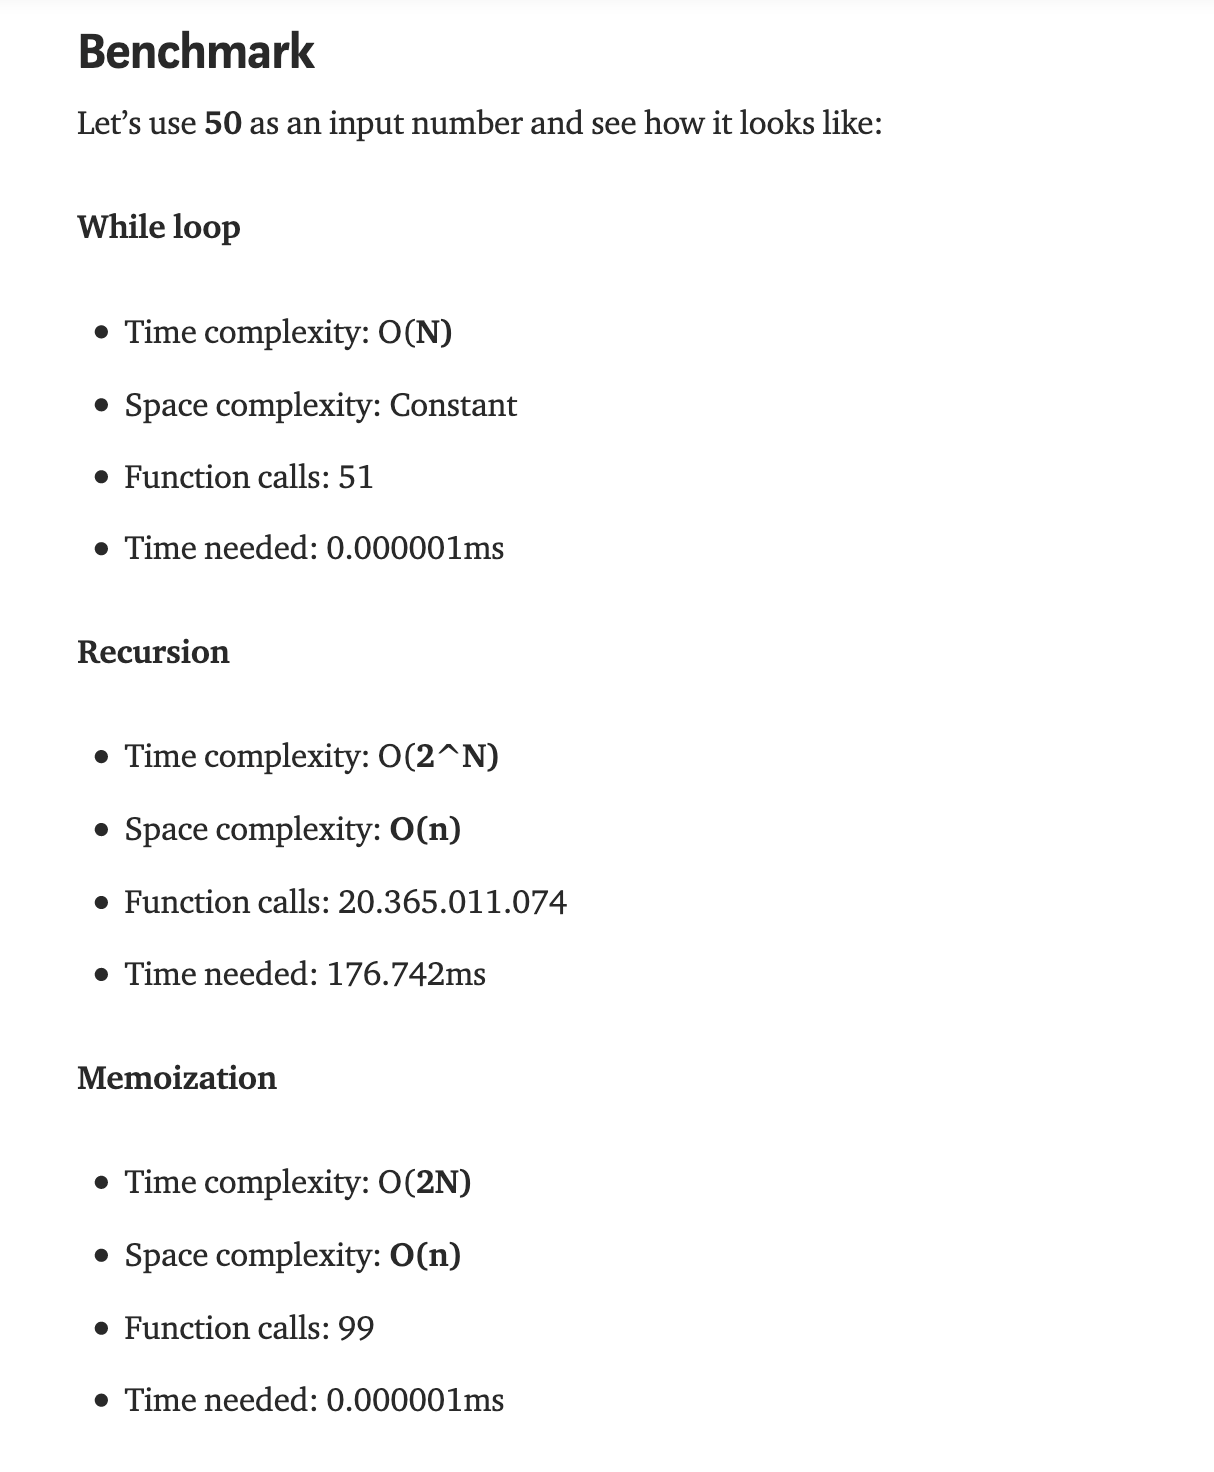 Benchmark
Let’s use 50 as an input number and see how it looks like:
While loop
• Time complexity: O(N)
• Space complexity: Constant
• Function calls: 51
• Time needed: 0.000001ms
Recursion
• Time complexity: O(2^N)
• Space complexity: O(n)
• Function calls: 20.365.011.074
• Time needed: 176.742ms
Memoization
• Time complexity: O(2N)
• Space complexity: O(n)
• Function calls: 99
• Time needed: 0.000001ms